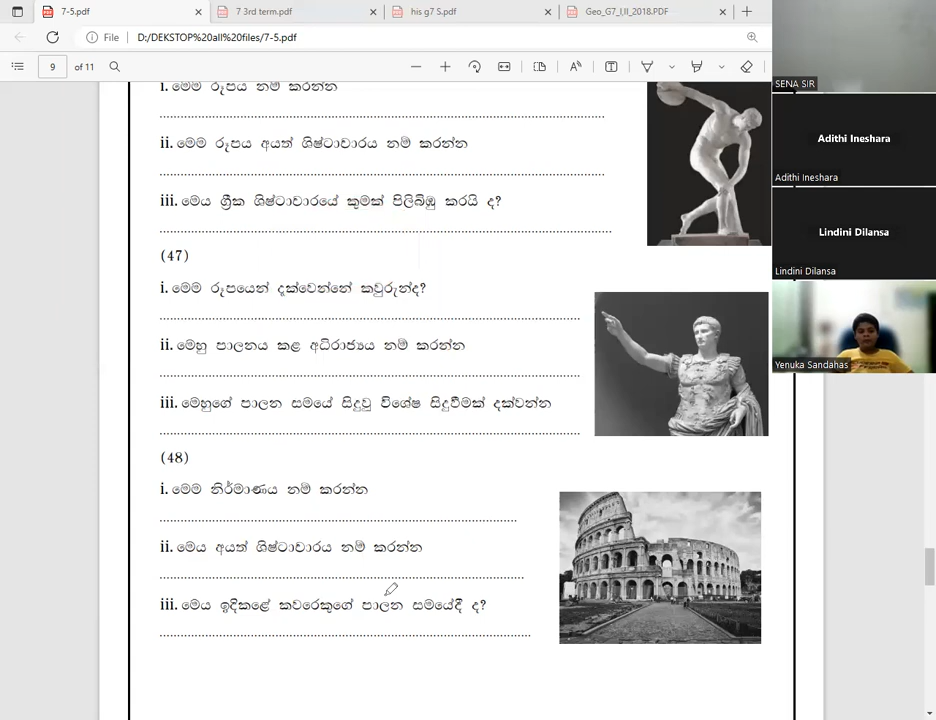 7-5.pdf
7 3rd term.pdf
his g7 S.pdf
Geo_G7_I,II_2018.PDF
File
D:/DEKSTOP%20all%20files/7-5.pdf
9 of 11
i. මෙම රූපය නම් කරන්න
ii. මෙම රූපය අයත් ශිෂ්ටාචාරය නම් කරන්න
iii. මෙය ග්‍රීක ශිෂ්ටාචාරයේ කුමක් පිලිබිඹු කරයි ද?
(47)
i. මෙම රූපයෙන් දැක්වෙන්නේ කවුරුන්ද?
ii. මෙහු පාලනය කළ අධිරාජ්‍යය නම් කරන්න
iii. මෙහුගේ පාලන සමයේ සිදුවු විශේෂ සිදුවීමක් දක්වන්න
(48)
i. මෙම නිර්මාණය නම් කරන්න
ii. මෙය අයත් ශිෂ්ටාචාරය නම් කරන්න
iii. මෙය ඉදිකළේ කවරෙකුගේ පාලන සමයේදී ද?
SENA SIR
Adithi Ineshara
Adithi Ineshara
Lindini Dilansa
Lindini Dilansa
Yenuka Sandahas